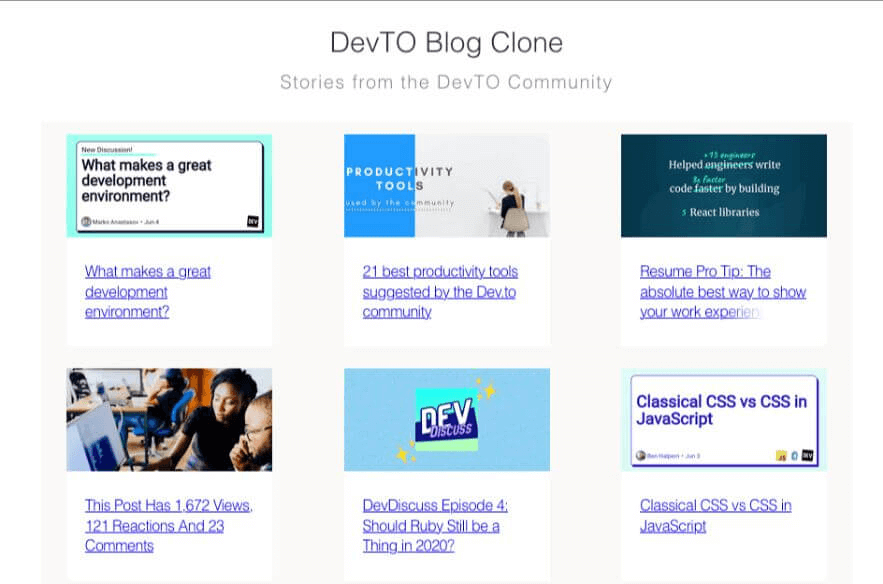 DevTO Blog Clone
Stories from the DevTO Community
New Discussion!
What makes a great
development
environment?
Marko Anastasov • Jun 4
DEV
PRODUCTIVITY
TOOLS
used by the community
+13 engineers
Helped engineers write
3x faster
code faster by building
5 React libraries
What makes a great
development
environment?
21 best productivity tools
suggested by the Dev.to
community
Resume Pro Tip: The
absolute best way to show
your work experien
DEV
DISCUSS
Classical CSS vs CSS in
JavaScript
Ben Halpern • Jun 3
JS
DEV
This Post Has 1,672 Views,
121 Reactions And 23
Comments
DevDiscuss Episode 4:
Should Ruby Still be a
Thing in 2020?
Classical CSS vs CSS in
JavaScript